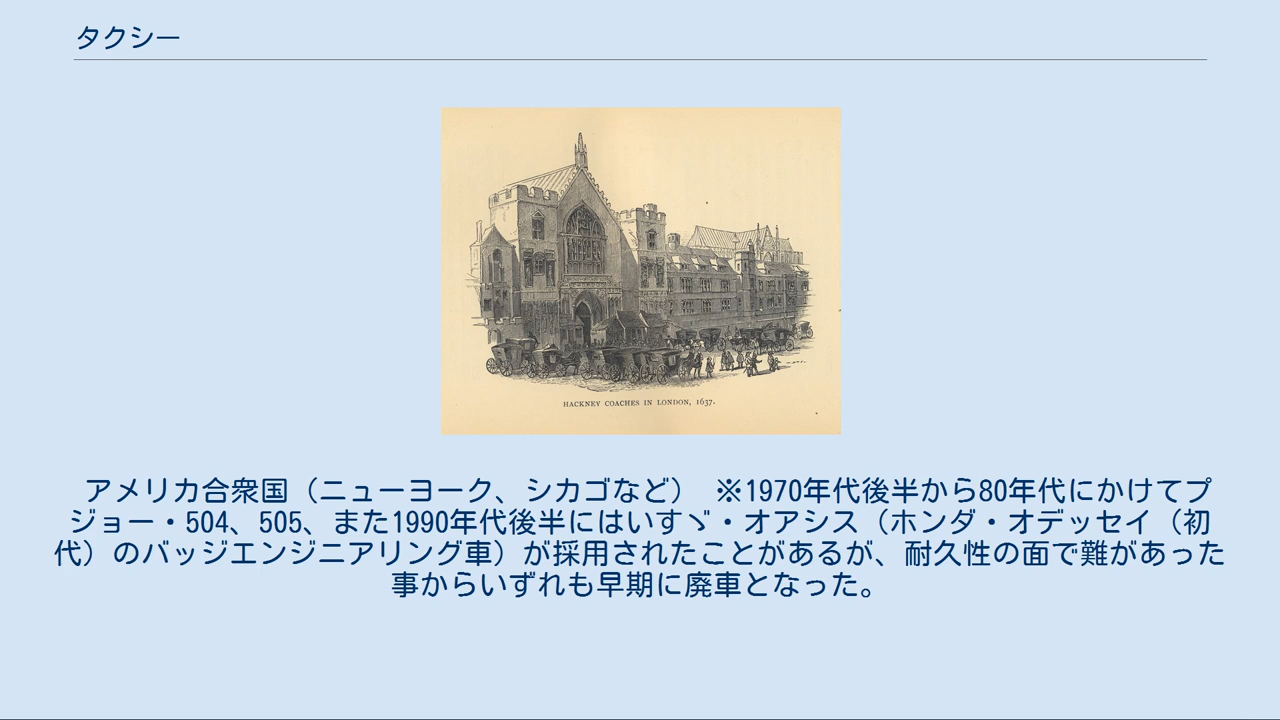 タクシー
HACKNEY COACHES IN LONDON, 1637.
アメリカ合衆国（ニューヨーク、シカゴなど） ※1970年代後半から80年代にかけてプ
ジョー・504、505、また1990年代後半にはいすゞ・オアシス（ホンダ・オデッセイ（初
代）のバッジエンジニアリング車）が採用されたことがあるが、耐久性の面で難があった
事からいずれも早期に廃車となった。